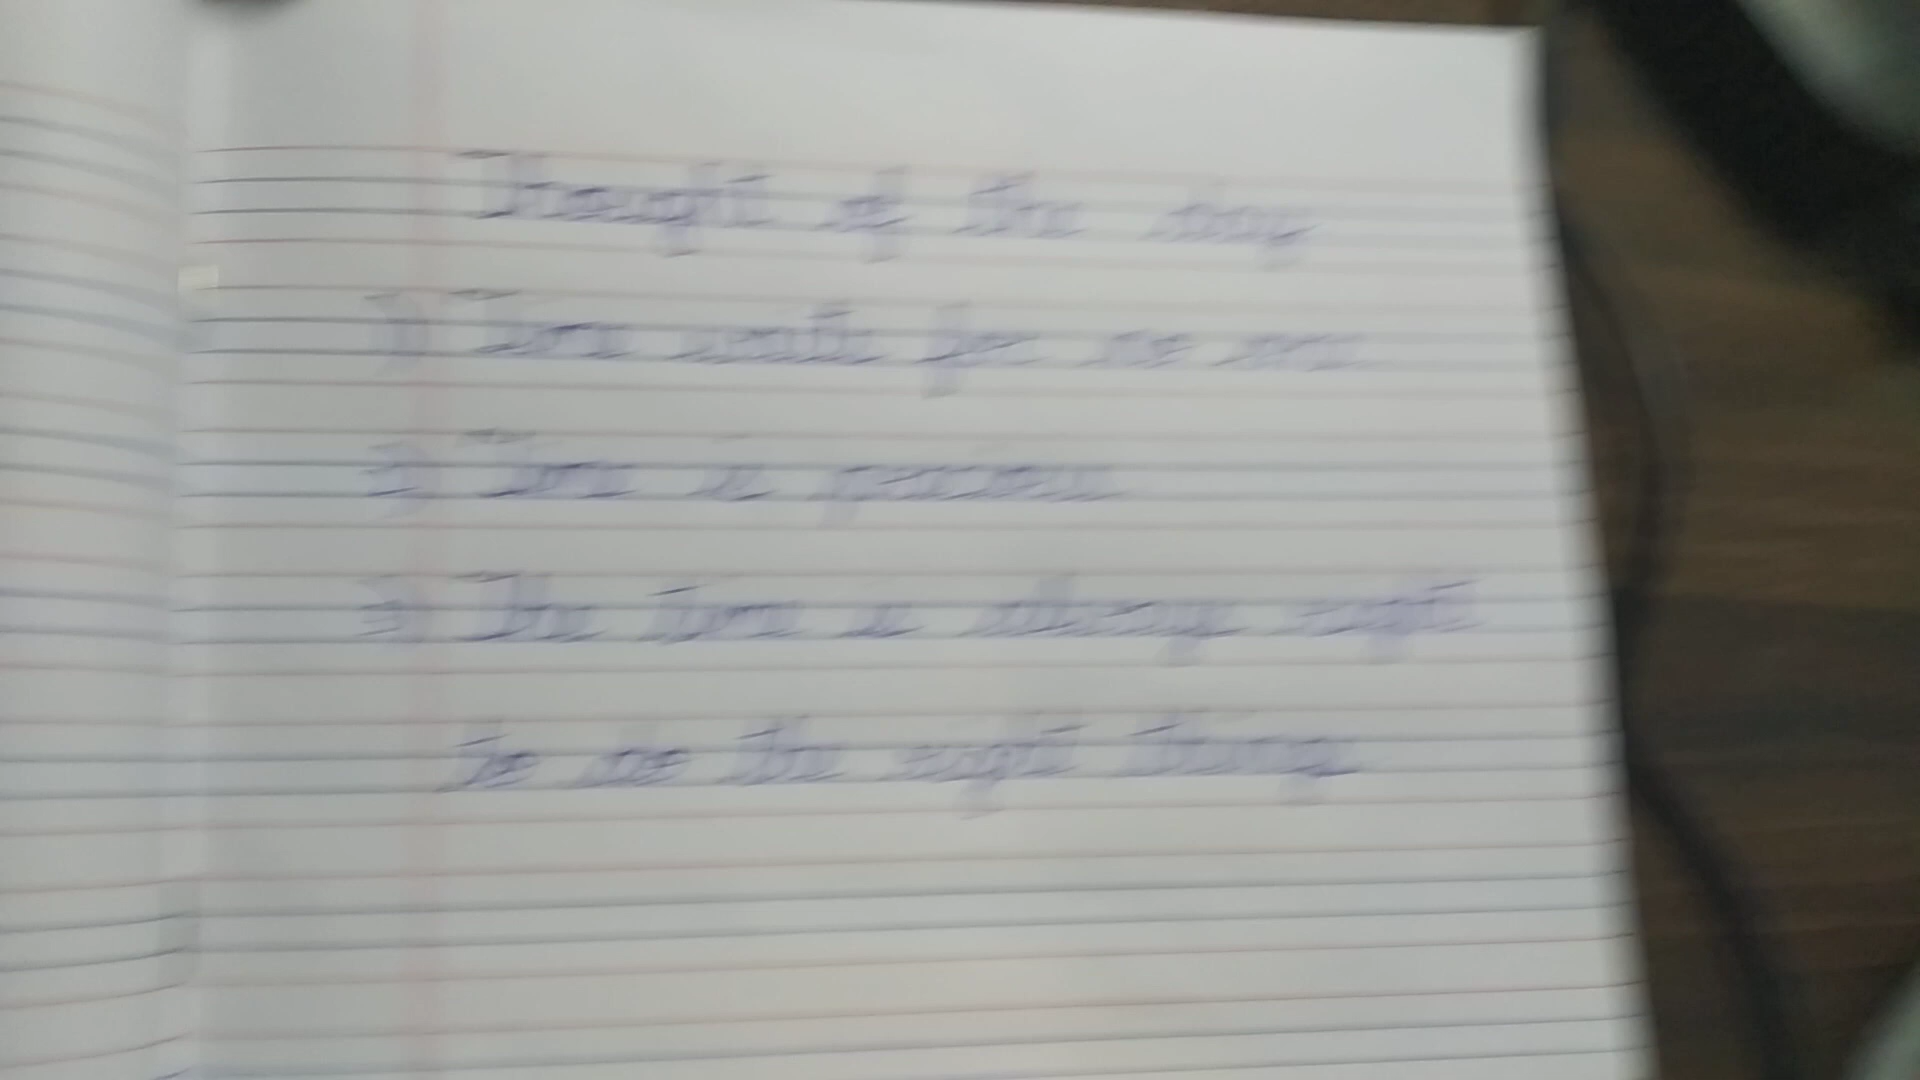 Thought of the day
1) Time waits for no one.
2) Time is precious
3) The time is always right
to do the right things